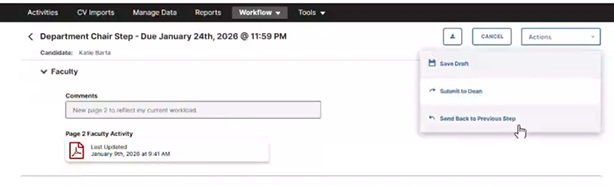 Activities CV Imports Manage Data Reports Workflow Tools
Department Chair Step - Due January 24th, 2026 @ 11:59 PM
CANCEL
Actions
Candidate: Katie Barta
Save Draft
Submit to Dean
Send Back to Previous Step
Faculty
Comments
New page 2 to reflect my current workload.
Page 2 Faculty Activity
Last Updated
January 9th, 2026 at 9:41 AM